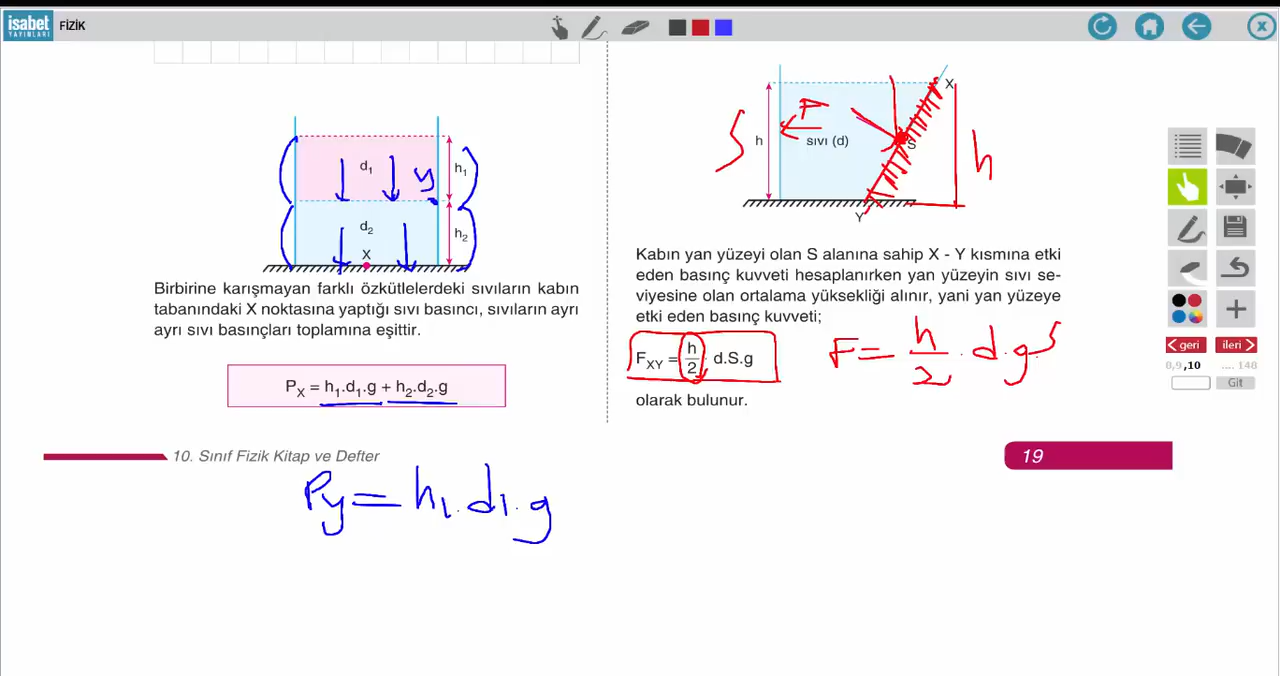 isabet
YAYINLARI
FİZİK
d₁
y
h₁
d₂
h₂
X
Birbirine karışmayan farklı özkütlelerdeki sıvıların kabın
tabanındaki X noktasına yaptığı sıvı basıncı, sıvıların ayrı
ayrı sıvı basınçları toplamına eşittir.
Pₓ = h₁.d₁.g + h₂.d₂.g
10. Sınıf Fizik Kitap ve Defter
Py = h₁.d₁.g
X
S
F
h
sıvı (d)
S
h
Y
Kabın yan yüzeyi olan S alanına sahip X - Y kısmına etki
eden basınç kuvveti hesaplanırken yan yüzeyin sıvı se-
viyesine olan ortalama yüksekliği alınır, yani yan yüzeye
etki eden basınç kuvveti;
F_XY = h/2 . d.S.g
F = h/2 . d.g.S
olarak bulunur.
19
geri
ileri
8,9,10 .... 148
Git